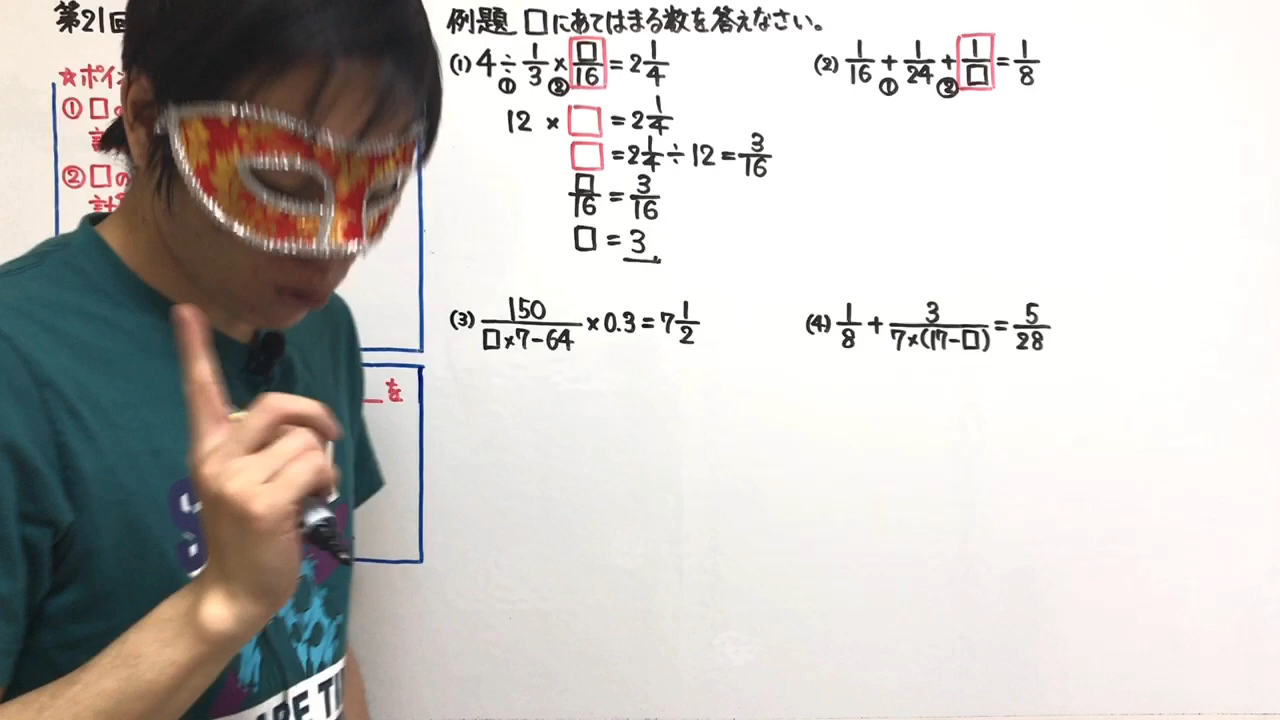 第21回
★ポイ
① □の
計
② □の
計
を
例題 □にあてはまる数を答えなさい。
(1) 4÷1/3×□/16=2 1/4
① ②
12 × □ = 2 1/4
□ = 2 1/4 ÷ 12 = 3/16
□/16 = 3/16
□ = 3
(2) 1/16+1/24+1/□=1/8
① ②
(3) 150/(□×7-64) ×0.3=7 1/2
(4) 1/8 + 3/(7×(17-□)) = 5/28
ARE